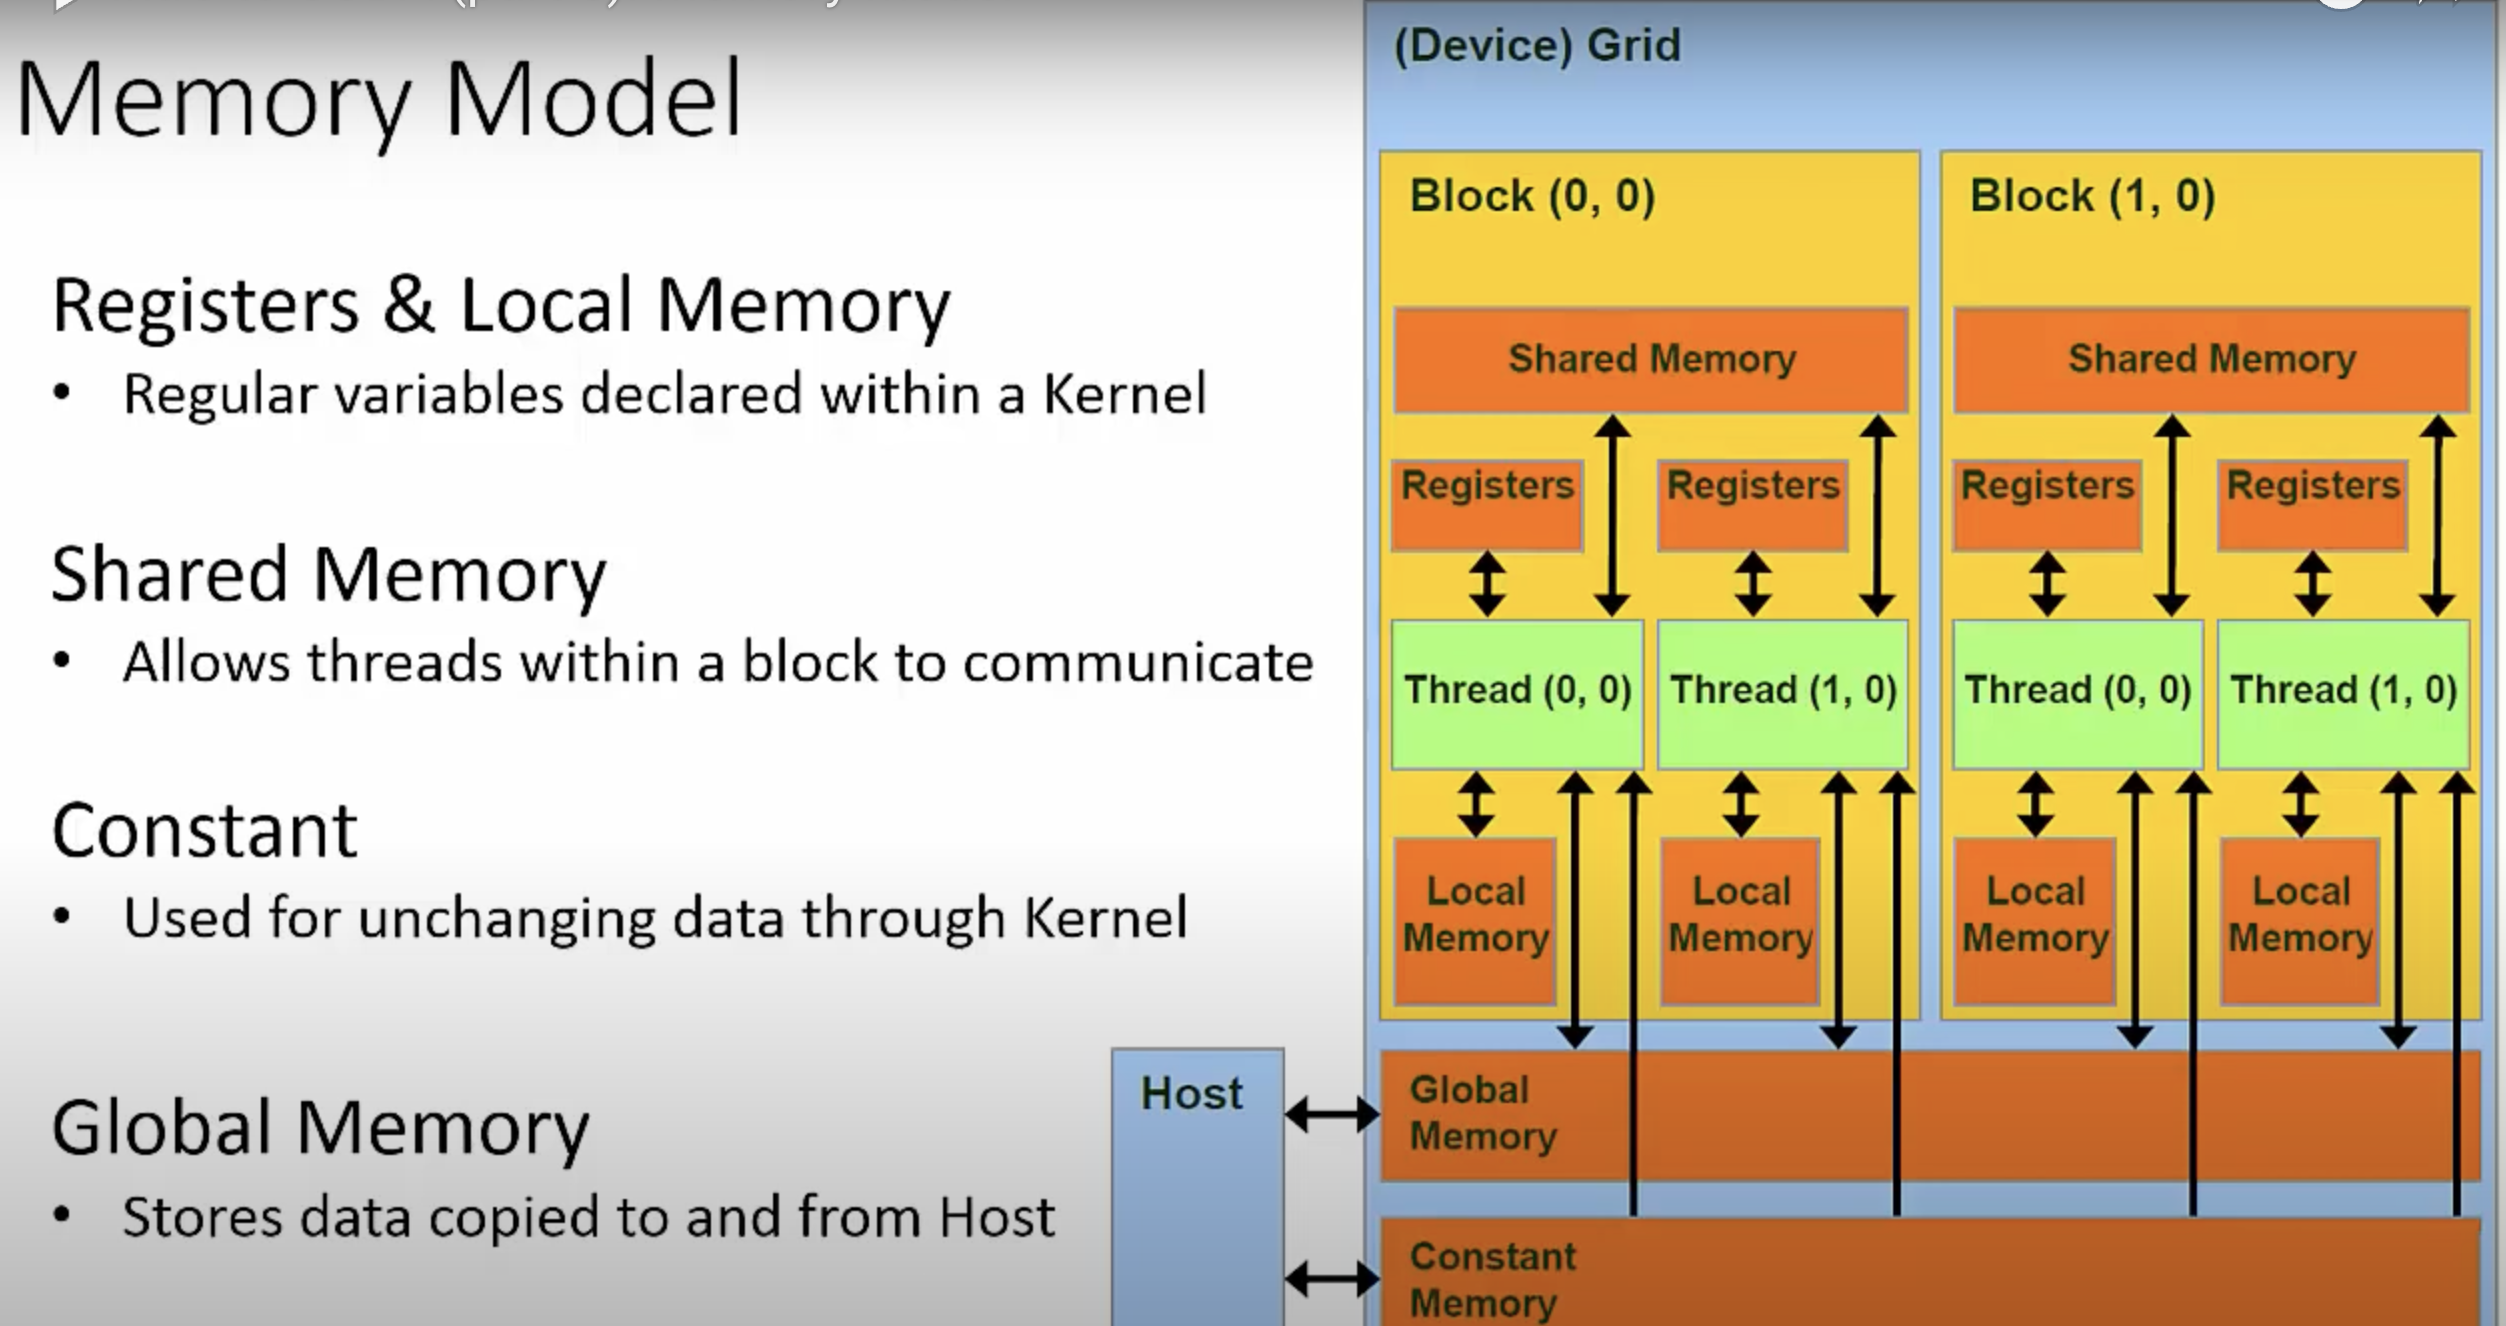 Memory Model
Registers & Local Memory
• Regular variables declared within a Kernel
Shared Memory
• Allows threads within a block to communicate
Constant
• Used for unchanging data through Kernel
Global Memory
• Stores data copied to and from Host
(Device) Grid
Block (0, 0)
Shared Memory
Registers
Registers
Thread (0, 0)
Thread (1, 0)
Local
Memory
Local
Memory
Block (1, 0)
Shared Memory
Registers
Registers
Thread (0, 0)
Thread (1, 0)
Local
Memory
Local
Memory
Host
Global
Memory
Constant
Memory